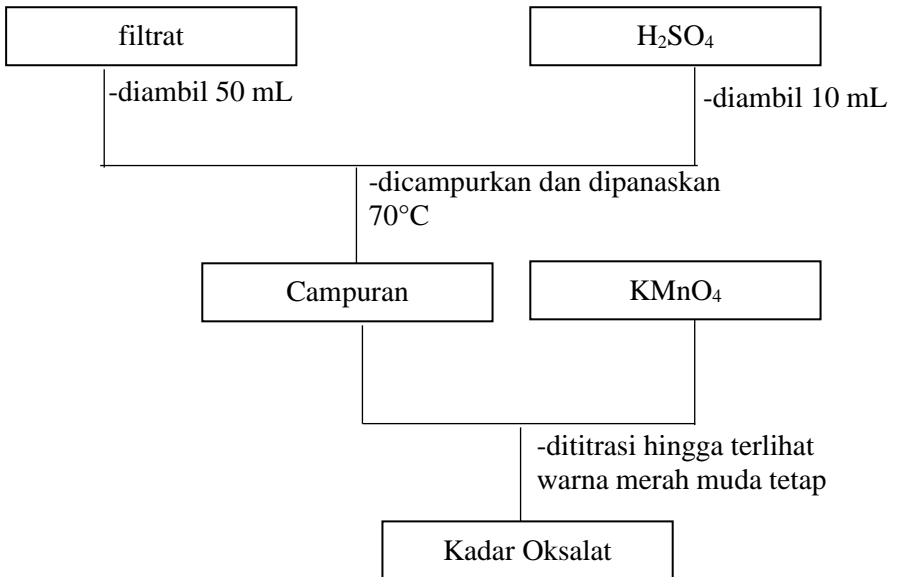 filtrat
H₂SO₄
-diambil 50 mL
-diambil 10 mL
-dicampurkan dan dipanaskan
70°C
Campuran
KMnO₄
-dititrasi hingga terlihat
warna merah muda tetap
Kadar Oksalat